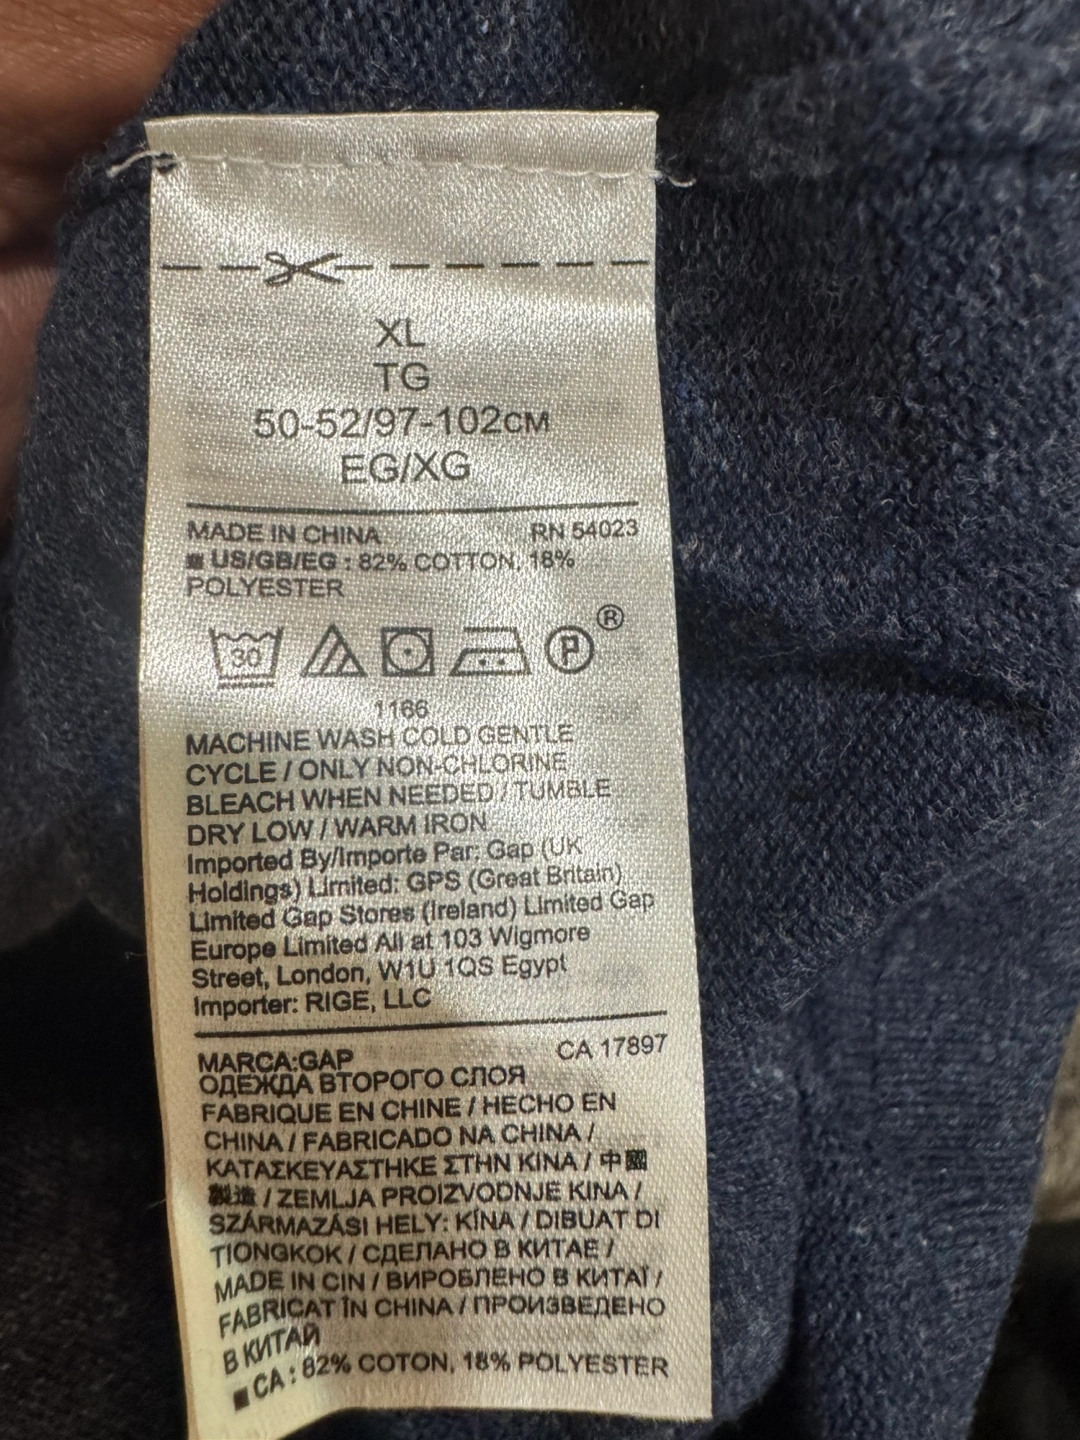 XL
TG
50-52/97-102CM
EG/XG
MADE IN CHINA RN 54023
■ US/GB/EG : 82% COTTON, 18%
POLYESTER
30 P ®
1166
MACHINE WASH COLD GENTLE
CYCLE / ONLY NON-CHLORINE
BLEACH WHEN NEEDED / TUMBLE
DRY LOW / WARM IRON
Imported By/Importe Par: Gap (UK
Holdings) Limited: GPS (Great Britain)
Limited Gap Stores (Ireland) Limited Gap
Europe Limited All at 103 Wigmore
Street, London, W1U 1QS Egypt
Importer: RIGE, LLC
MARCA:GAP CA 17897
ОДЕЖДА ВТОРОГО СЛОЯ
FABRIQUE EN CHINE / HECHO EN
CHINA / FABRICADO NA CHINA /
ΚΑΤΑΣΚΕΥΑΣΤΗΚΕ ΣΤΗΝ ΚΙΝΑ / 中國
製造 / ZEMLJA PROIZVODNJE KINA /
SZÁRMAZÁSI HELY: KÍNA / DIBUAT DI
TIONGKOK / СДЕЛАНО В КИТАЕ /
MADE IN CIN / ВИРОБЛЕНО В КИТАЇ /
FABRICAT ÎN CHINA / ПРОИЗВЕДЕНО
В КИТАЙ
■ CA : 82% COTON, 18% POLYESTER